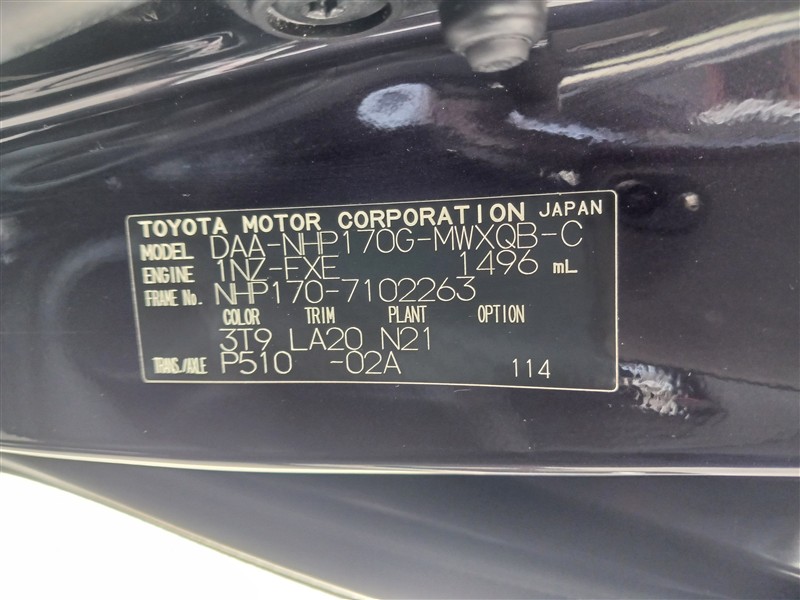 TOYOTA MOTOR CORPORATION JAPAN
MODEL DAA-NHP170G-MWXQB-C
ENGINE 1NZ-FXE 1496 mL
FRAME No. NHP170-7102263
COLOR TRIM PLANT OPTION
3T9 LA20 N21
TRANS./AXLE P510 -02A 114